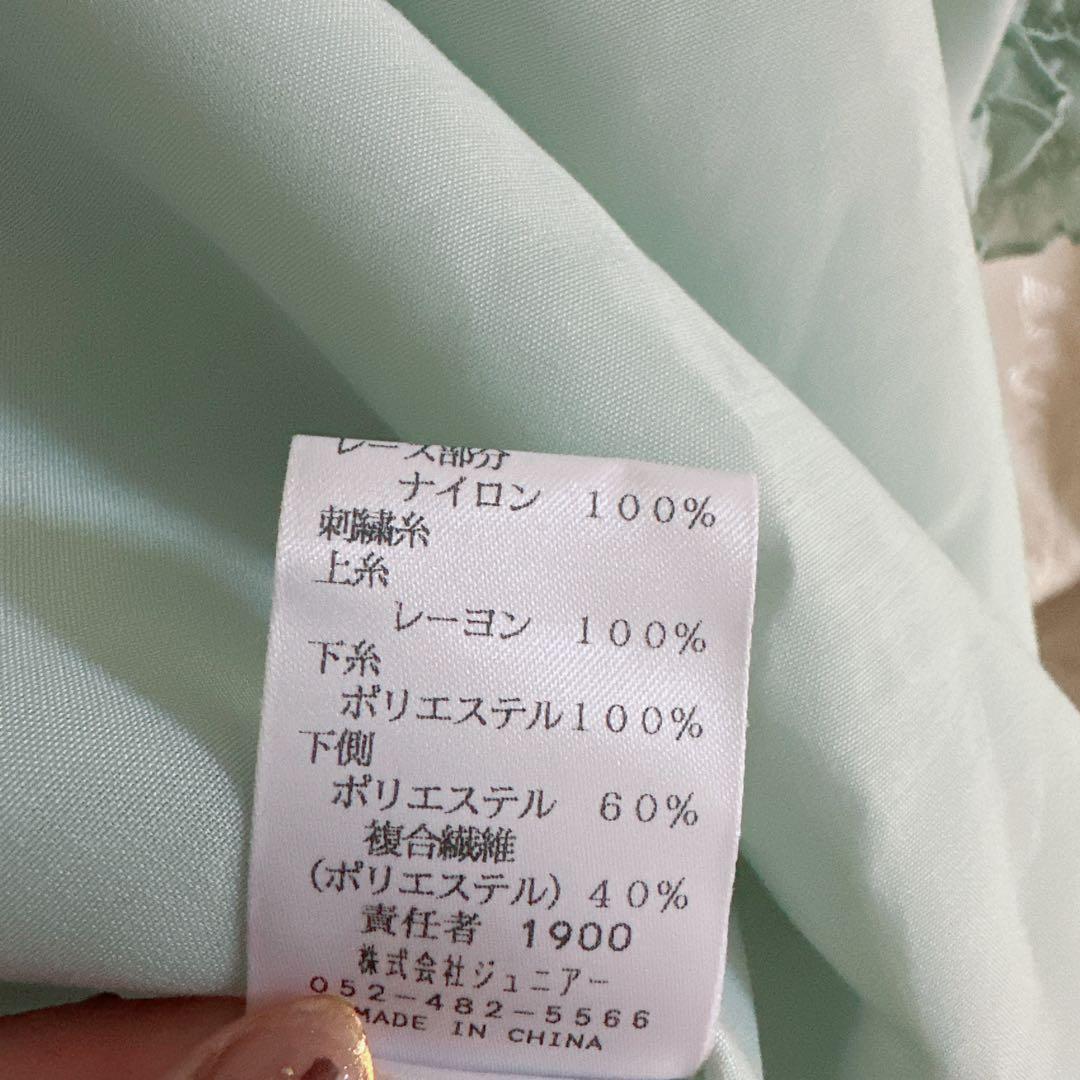 レース部分
ナイロン 100%
刺繍糸
上糸
レーヨン 100%
下糸
ポリエステル100%
下側
ポリエステル 60%
複合繊維
(ポリエステル) 40%
責任者 1900
株式会社ジュニアー
052-482-5566
MADE IN CHINA